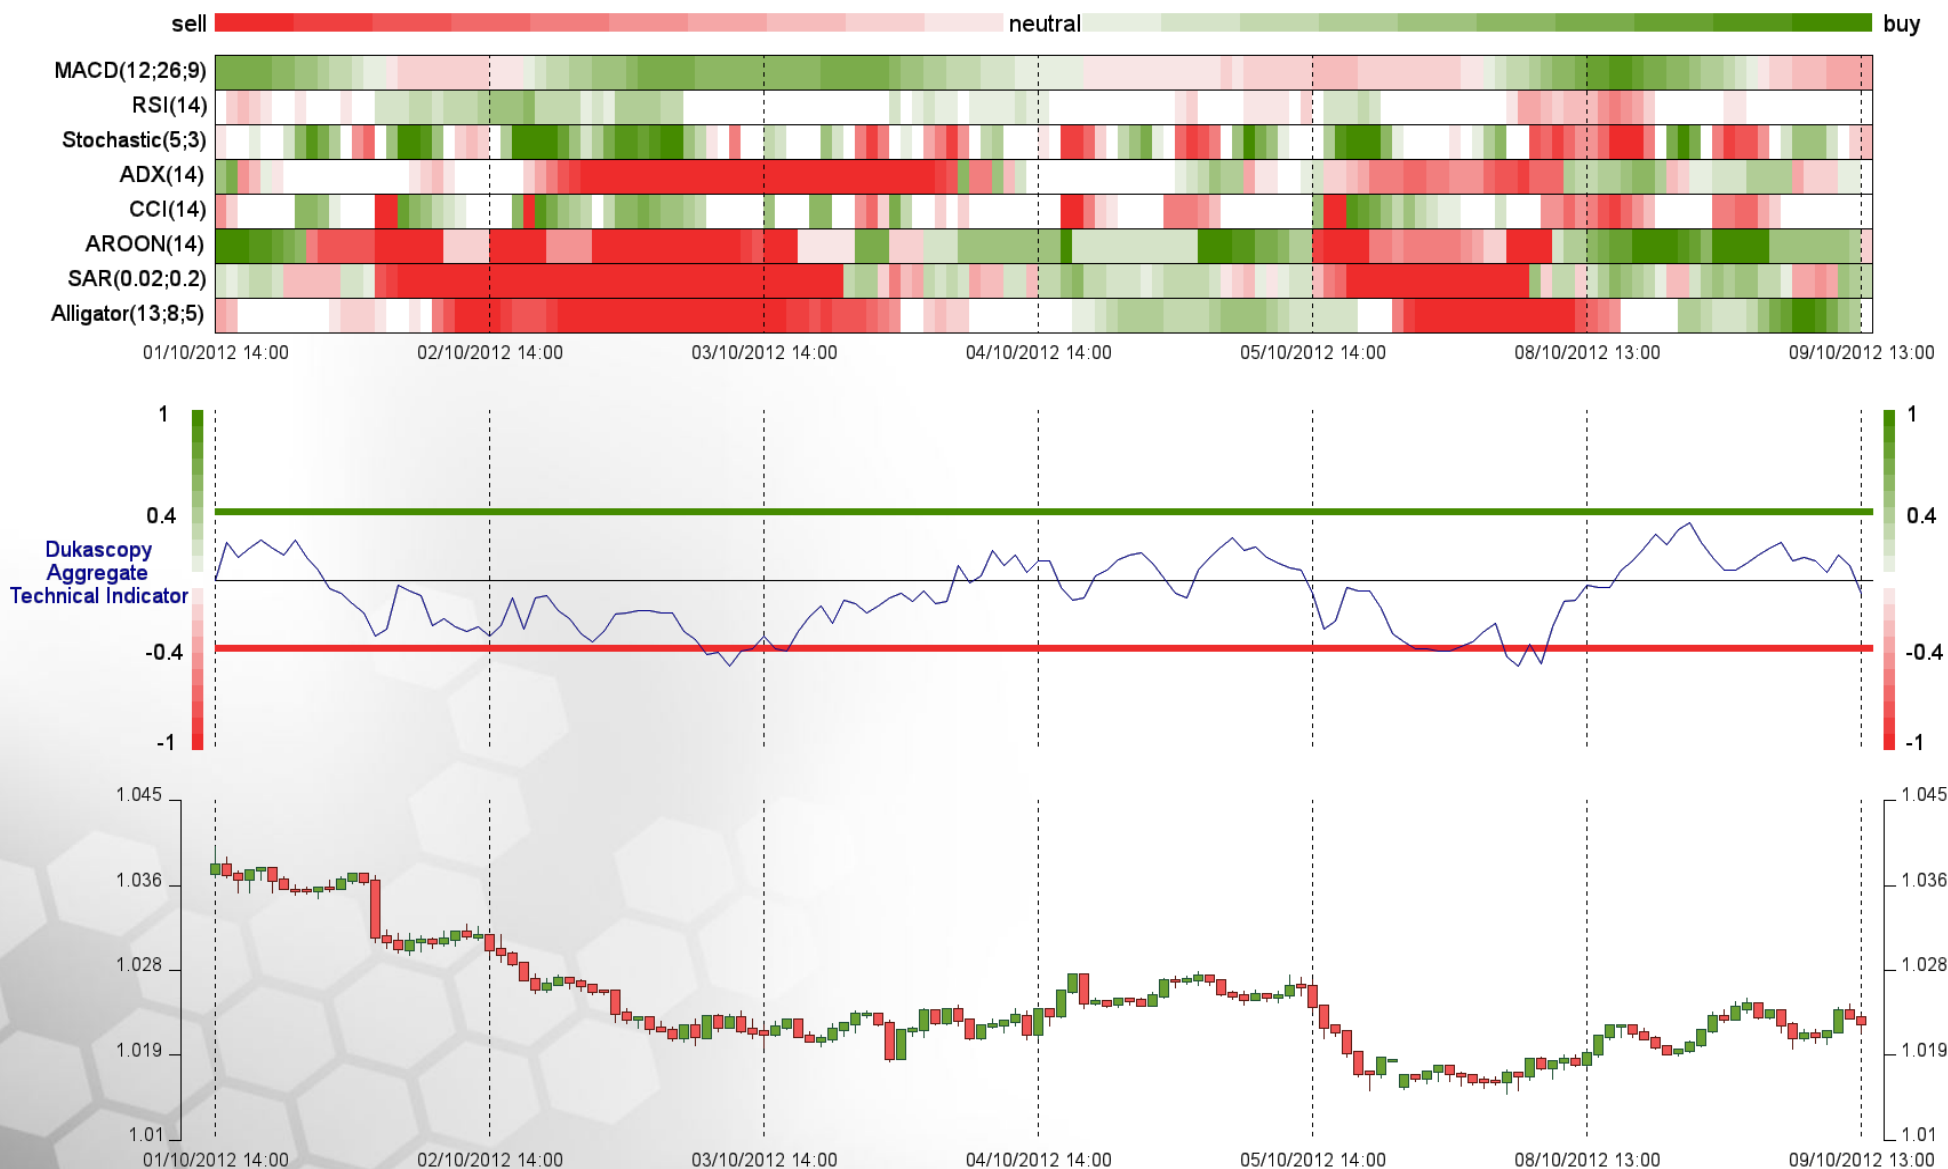 sell neutral buy
MACD(12;26;9)
RSI(14)
Stochastic(5;3)
ADX(14)
CCI(14)
AROON(14)
SAR(0.02;0.2)
Alligator(13;8;5)
01/10/2012 14:00 02/10/2012 14:00 03/10/2012 14:00 04/10/2012 14:00 05/10/2012 14:00 08/10/2012 13:00 09/10/2012 13:00
1 1
0.4 0.4
Dukascopy
Aggregate
Technical Indicator
-0.4 -0.4
-1 -1
1.045 1.045
1.036 1.036
1.028 1.028
1.019 1.019
1.01 1.01
01/10/2012 14:00 02/10/2012 14:00 03/10/2012 14:00 04/10/2012 14:00 05/10/2012 14:00 08/10/2012 13:00 09/10/2012 13:00